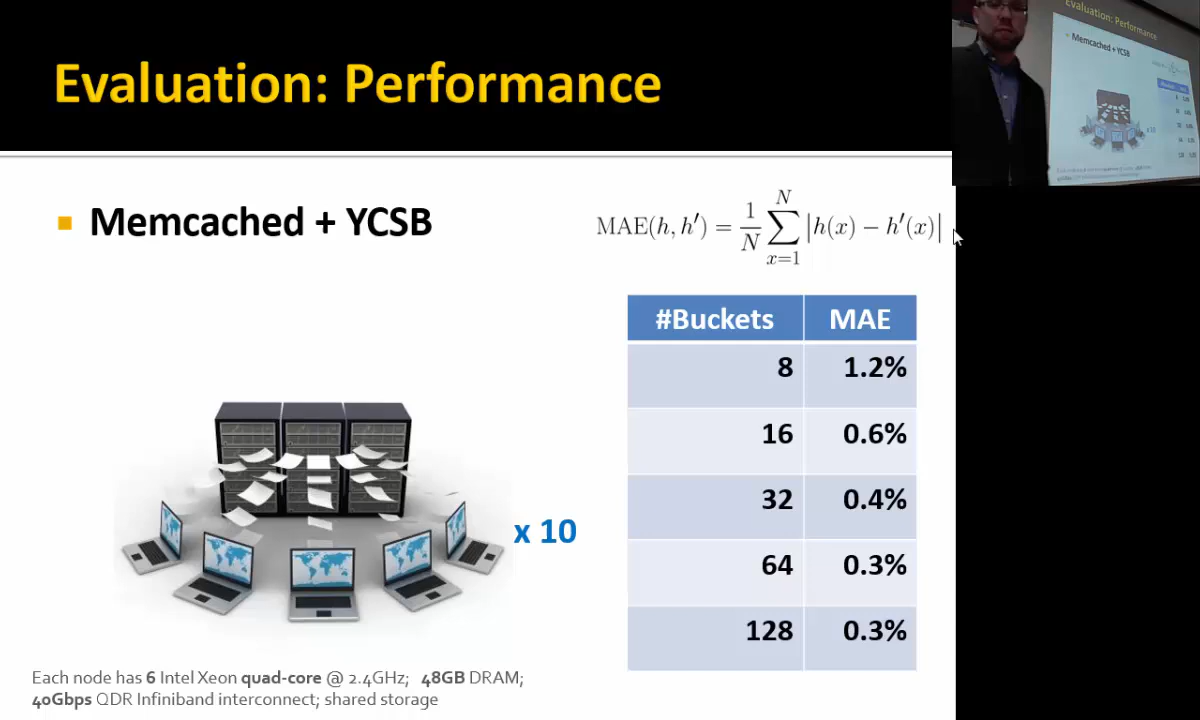 Evaluation: Performance
Memcached + YCSB
MAE(h, h′) = 1/N ∑_{x=1}^{N} |h(x) − h′(x)|
#Buckets MAE
8 1.2%
16 0.6%
32 0.4%
64 0.3%
128 0.3%
x 10
Each node has 6 Intel Xeon quad-core @ 2.4GHz; 48GB DRAM;
40Gbps QDR Infiniband interconnect; shared storage
Evaluation: Performance
Memcached + YCSB